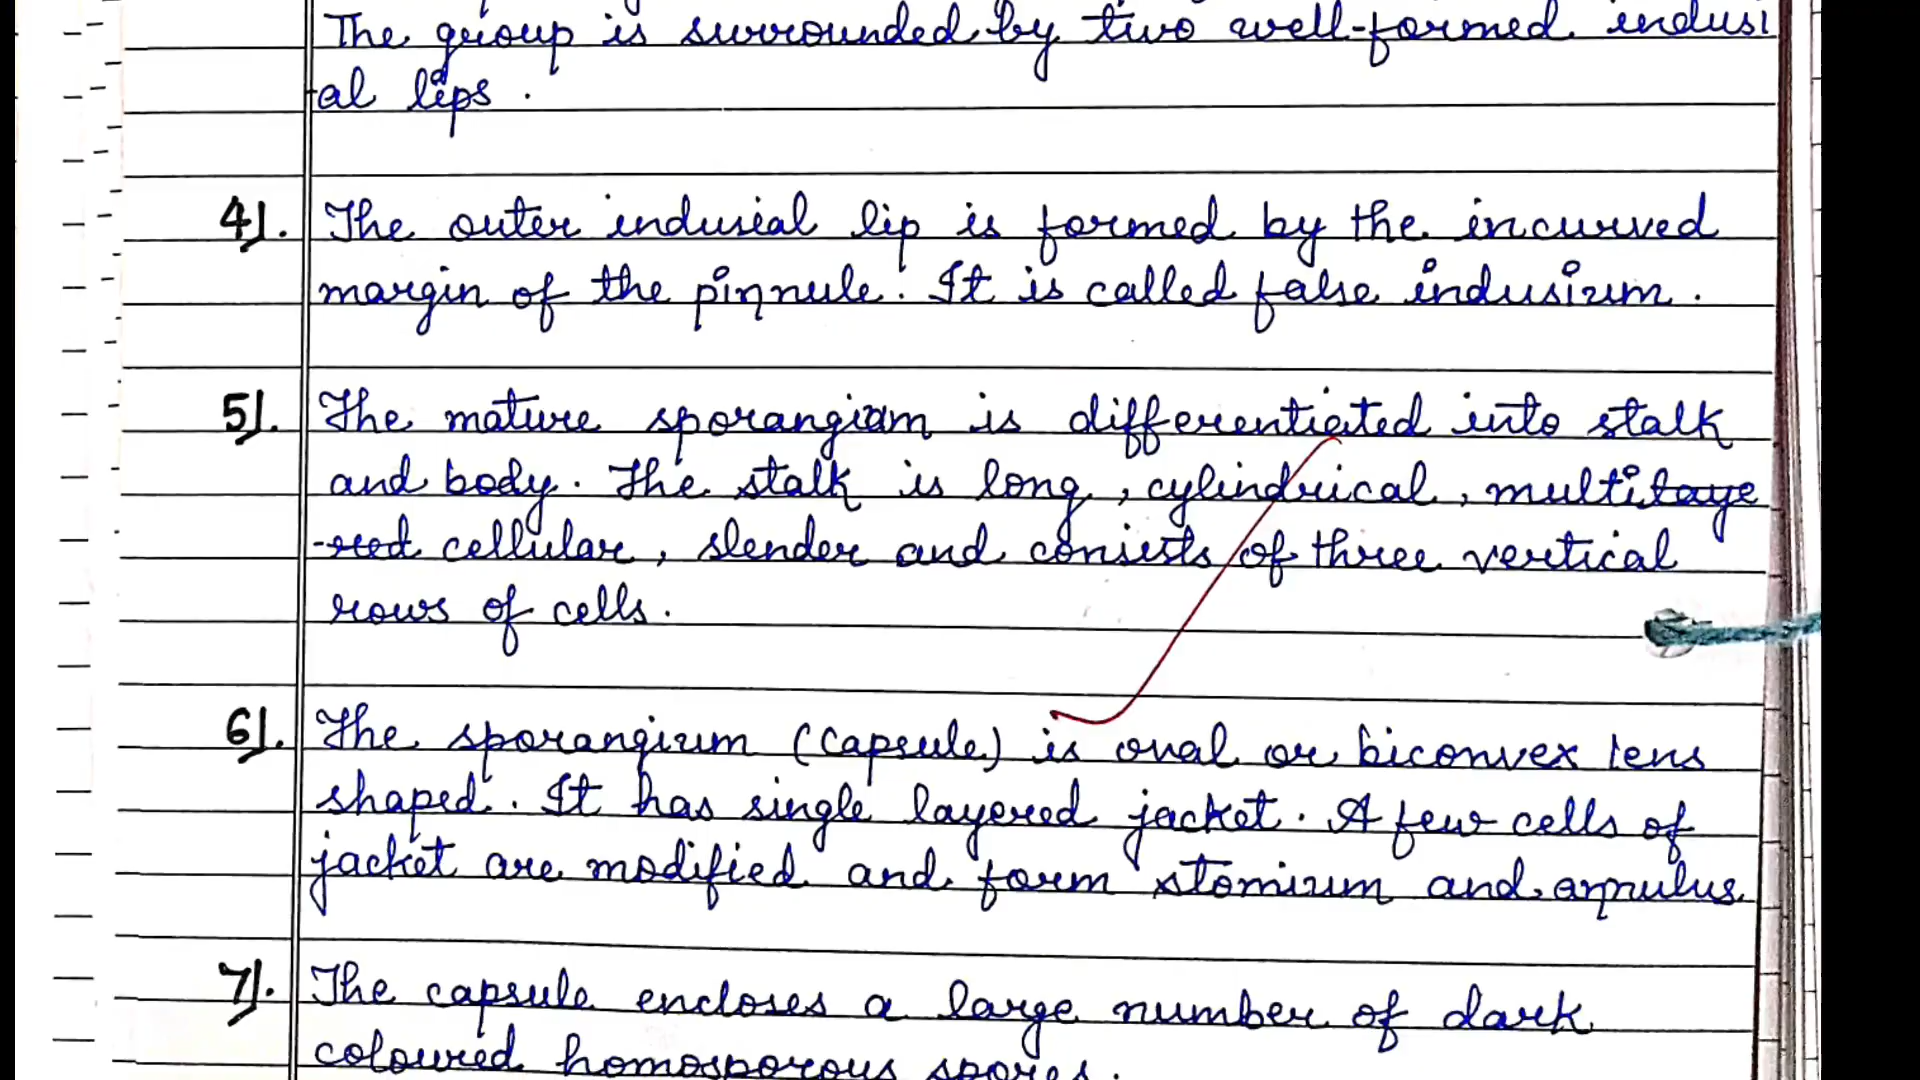 The group is surrounded by two well-formed indusi
-al lips.
4). The outer indusial lip is formed by the incurved
margin of the pinnule. It is called false indusium.
5). The mature sporangium is differentiated into stalk
and body. The stalk is long, cylindrical, multilaye
-red cellular, slender and consists of three vertical
rows of cells.
6). The sporangium (capsule) is oval or biconvex lens
shaped. It has single layered jacket. A few cells of
jacket are modified and form stomium and annulus.
7). The capsule encloses a large number of dark
coloured homosporous spores.